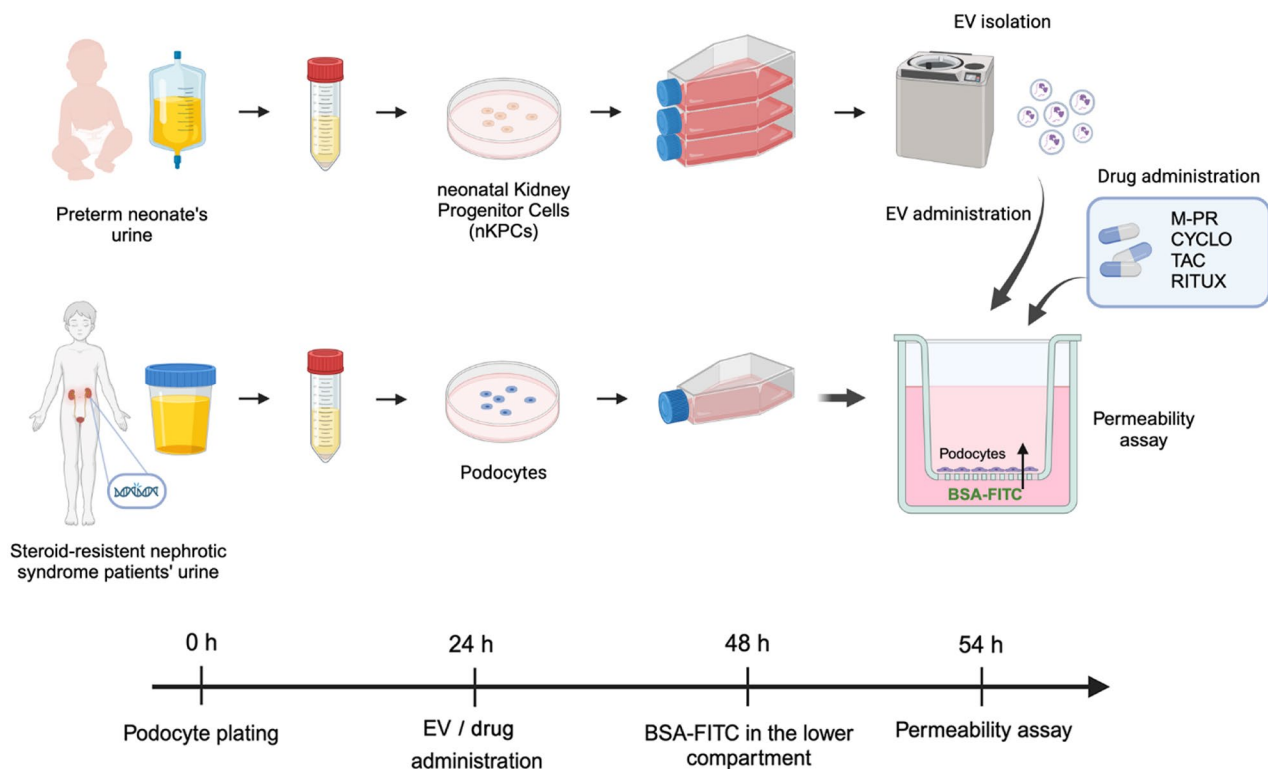 EV isolation
Preterm neonate's
urine
neonatal Kidney
Progenitor Cells
(nKPCs)
EV administration
Drug administration
M-PR
CYCLO
TAC
RITUX
Steroid-resistent nephrotic
syndrome patients' urine
Podocytes
Podocytes
BSA-FITC
Permeability
assay
0 h
24 h
48 h
54 h
Podocyte plating
EV / drug
administration
BSA-FITC in the lower
compartment
Permeability assay